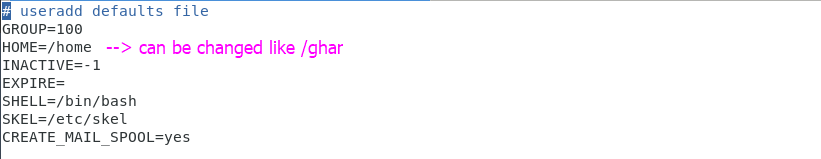 # useradd defaults file
GROUP=100
HOME=/home --> can be changed like /ghar
INACTIVE=-1
EXPIRE=
SHELL=/bin/bash
SKEL=/etc/skel
CREATE_MAIL_SPOOL=yes